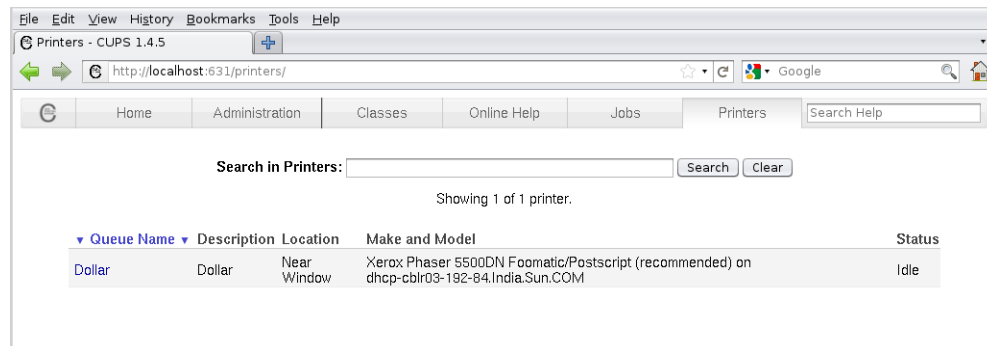 File Edit View History Bookmarks Tools Help
Printers - CUPS 1.4.5
http://localhost:631/printers/
Google
Home Administration Classes Online Help Jobs Printers Search Help
Search in Printers: Search Clear
Showing 1 of 1 printer.
▼ Queue Name ▼ Description Location Make and Model Status
Dollar Dollar Near Window Xerox Phaser 5500DN Foomatic/Postscript (recommended) on Idle
dhcp-cblr03-192-84.India.Sun.COM